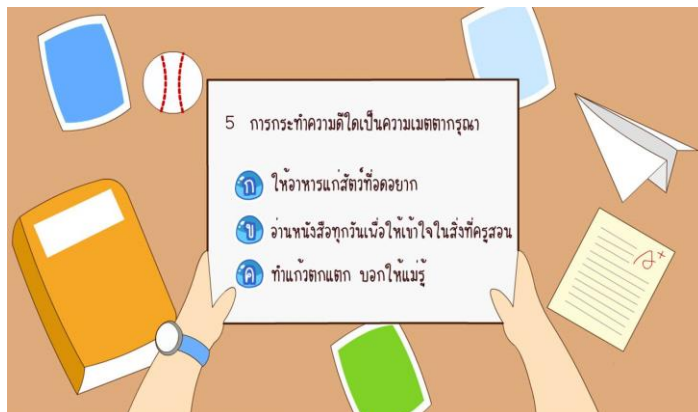 5 การกระทำความดีใดเป็นความเมตตากรุณา
ก ให้อาหารแก่สัตว์ที่อดอยาก
ข อ่านหนังสือทุกวันเพื่อให้เข้าใจในสิ่งที่ครูสอน
ค ทำแก้วตกแตก บอกให้แม่รู้
A+